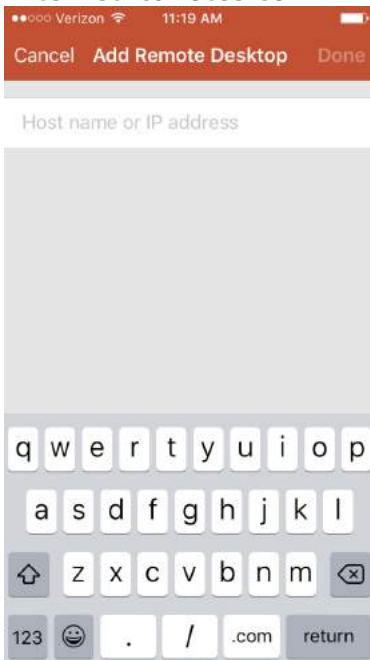 Verizon 11:19 AM
Cancel Add Remote Desktop Done
Host name or IP address
q w e r t y u i o p
a s d f g h j k l
z x c v b n m
123 . / .com return